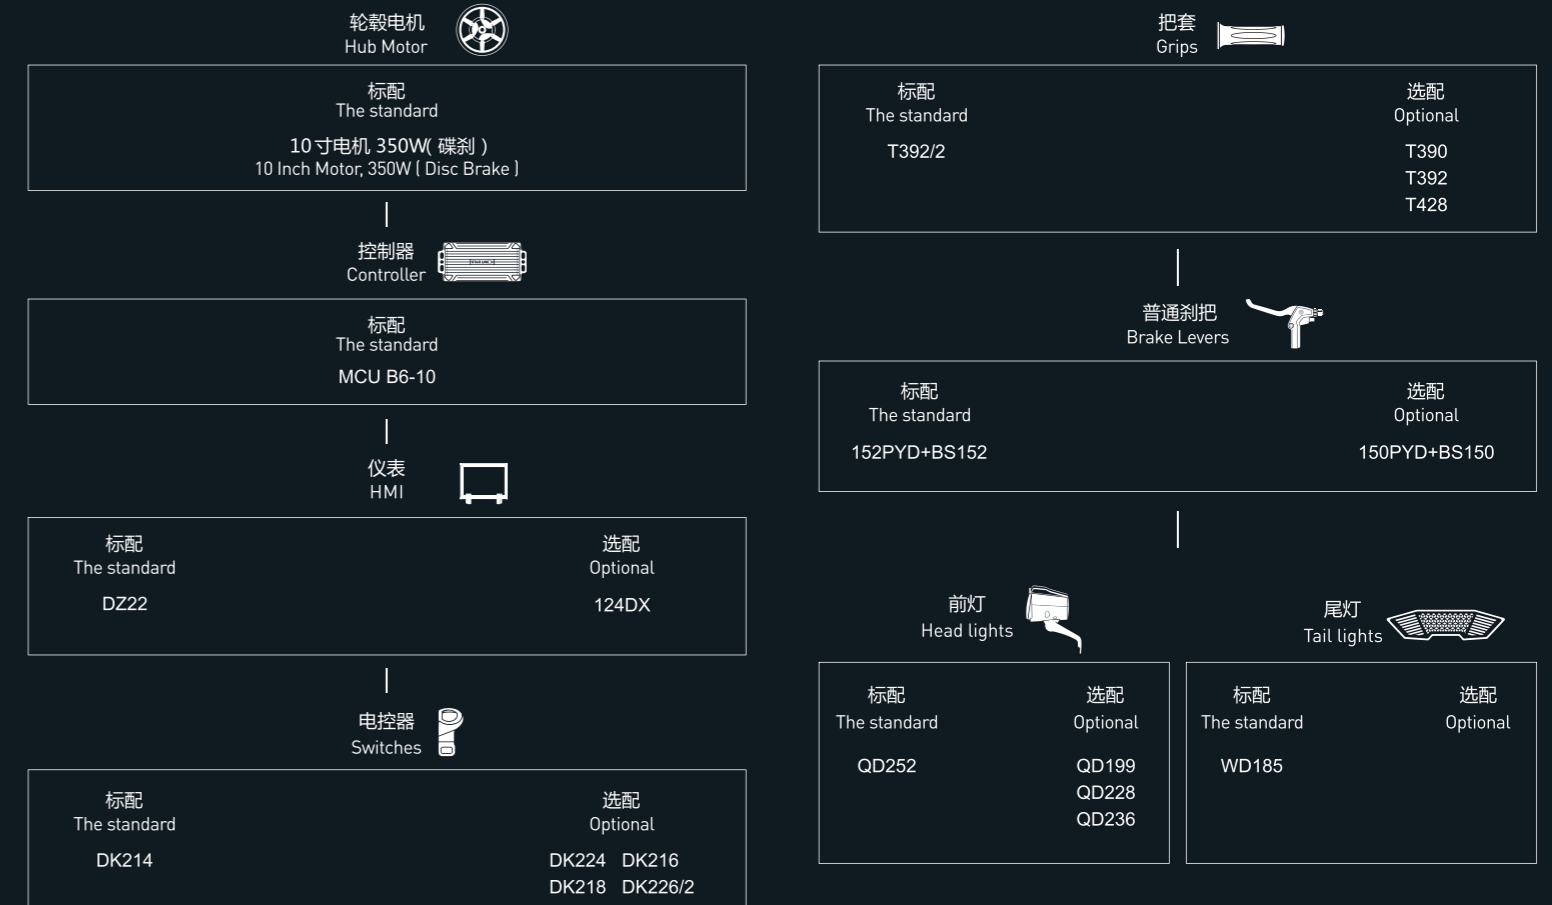 轮毂电机
Hub Motor
标配
The standard
10寸电机 350W( 碟刹 )
10 Inch Motor, 350W ( Disc Brake )
控制器
Controller
标配
The standard
MCU B6-10
仪表
HMI
标配
The standard
DZ22
选配
Optional
124DX
电控器
Switches
标配
The standard
DK214
选配
Optional
DK224 DK216
DK218 DK226/2
把套
Grips
标配
The standard
T392/2
选配
Optional
T390
T392
T428
普通刹把
Brake Levers
标配
The standard
152PYD+BS152
选配
Optional
150PYD+BS150
前灯
Head lights
标配
The standard
QD252
选配
Optional
QD199
QD228
QD236
尾灯
Tail lights
标配
The standard
WD185
选配
Optional